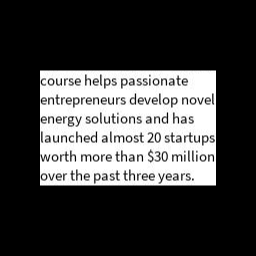 course helps passionate
entrepreneurs develop novel
energy solutions and has
launched almost 20 startups
worth more than $30 million
over the past three years.